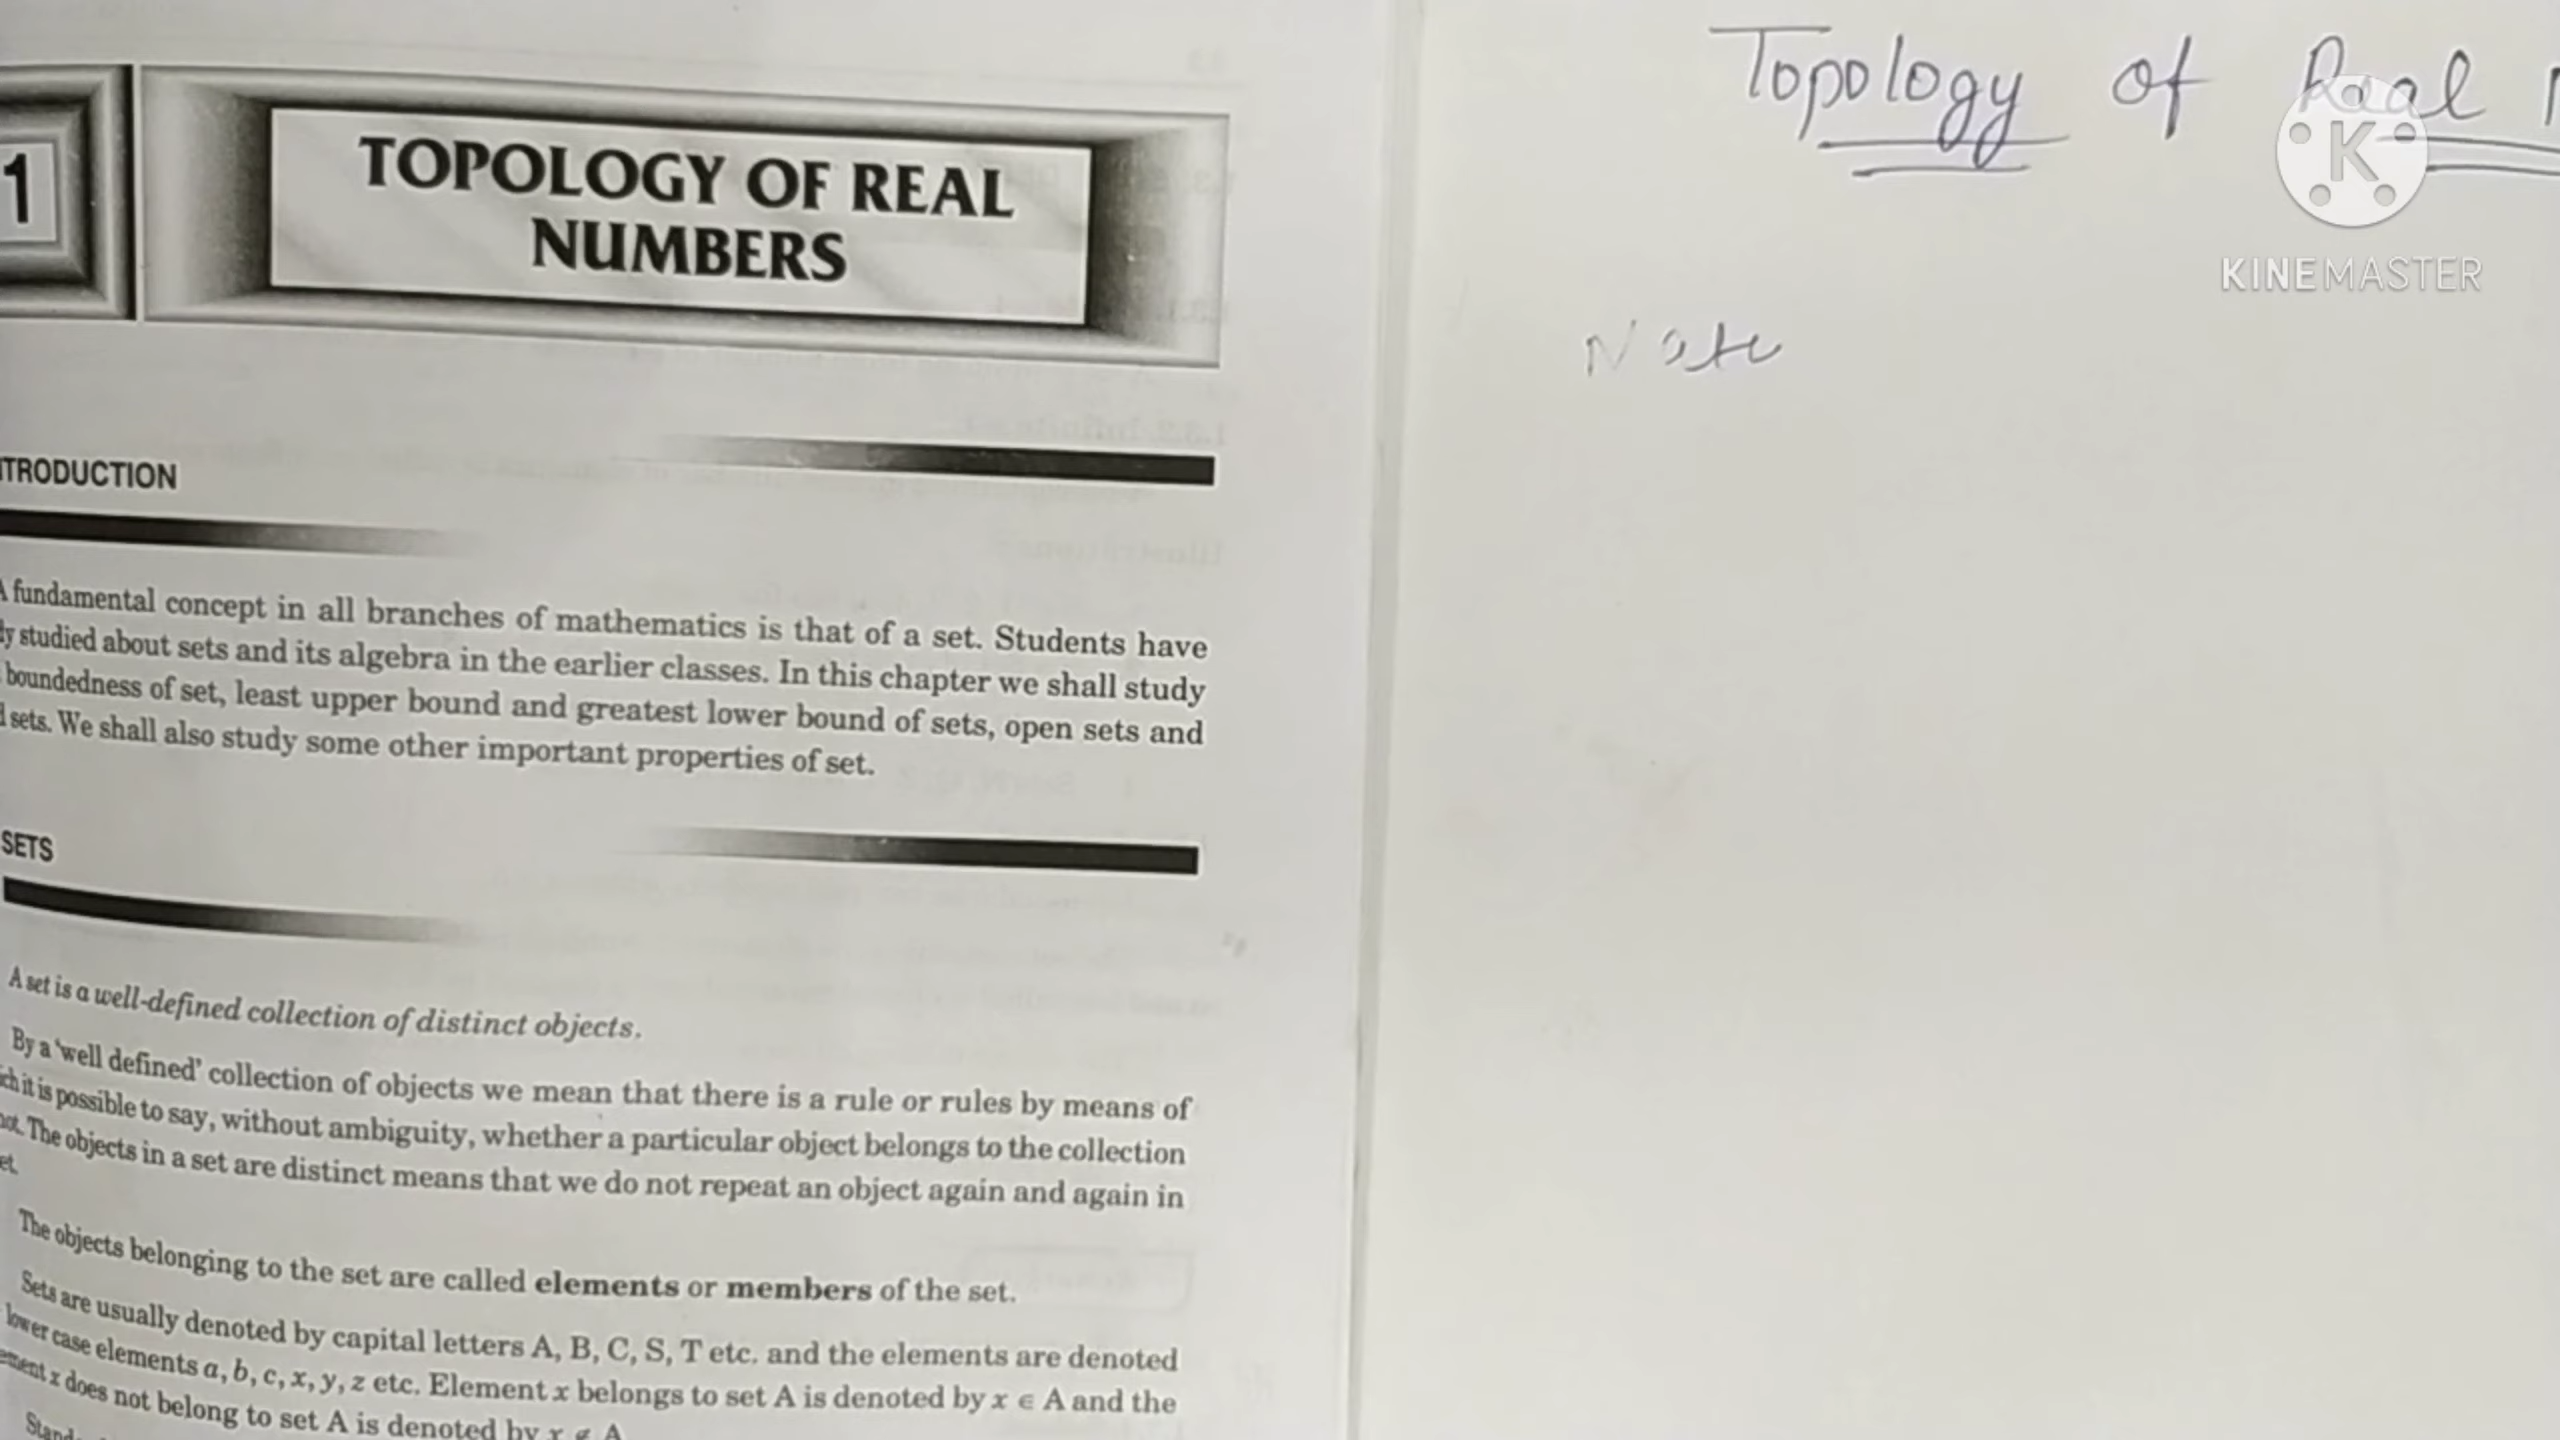 1
TOPOLOGY OF REAL
NUMBERS
TRODUCTION
A fundamental concept in all branches of mathematics is that of a set. Students have
studied about sets and its algebra in the earlier classes. In this chapter we shall study
boundedness of set, least upper bound and greatest lower bound of sets, open sets and
sets. We shall also study some other important properties of set.
SETS
A set is a well-defined collection of distinct objects.
By a 'well defined' collection of objects we mean that there is a rule or rules by means of
it is possible to say, without ambiguity, whether a particular object belongs to the collection
The objects in a set are distinct means that we do not repeat an object again and again in
The objects belonging to the set are called elements or members of the set.
Sets are usually denoted by capital letters A, B, C, S, T etc. and the elements are denoted
lower case elements a, b, c, x, y, z etc. Element x belongs to set A is denoted by x ∈ A and the
x does not belong to set A is denoted by x ∉ A
Topology of Real
Note
K
KINEMASTER